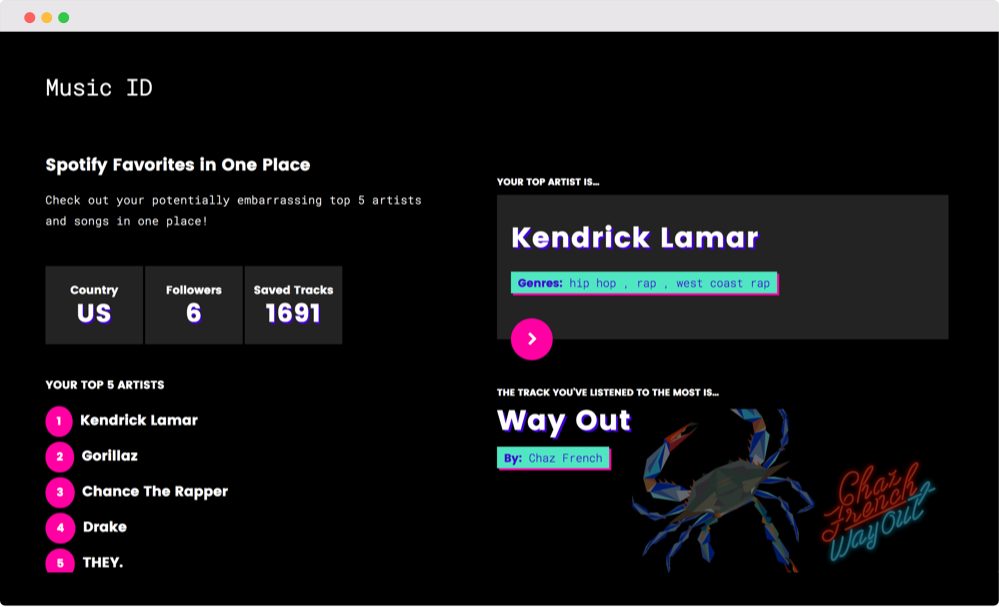 Music ID
Spotify Favorites in One Place
Check out your potentially embarrassing top 5 artists
and songs in one place!
Country
US
Followers
6
Saved Tracks
1691
YOUR TOP 5 ARTISTS
1 Kendrick Lamar
2 Gorillaz
3 Chance The Rapper
4 Drake
5 THEY.
YOUR TOP ARTIST IS...
Kendrick Lamar
Genres: hip hop , rap , west coast rap
THE TRACK YOU'VE LISTENED TO THE MOST IS...
Way Out
By: Chaz French
Chaz
French
Way Out